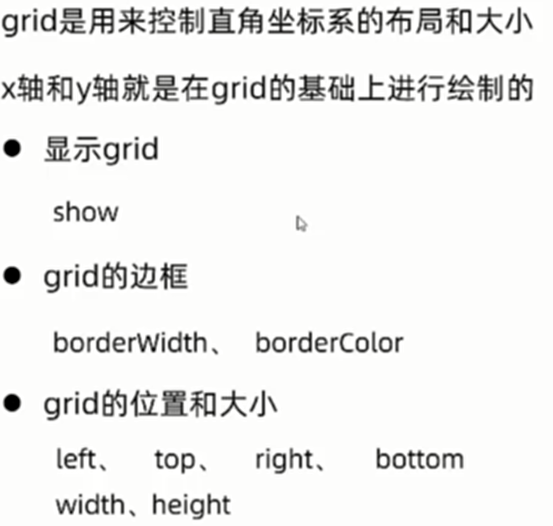 grid是用来控制直角坐标系的布局和大小
x轴和y轴就是在grid的基础上进行绘制的
● 显示grid
show
● grid的边框
borderWidth、 borderColor
● grid的位置和大小
left、 top、 right、 bottom
width、height